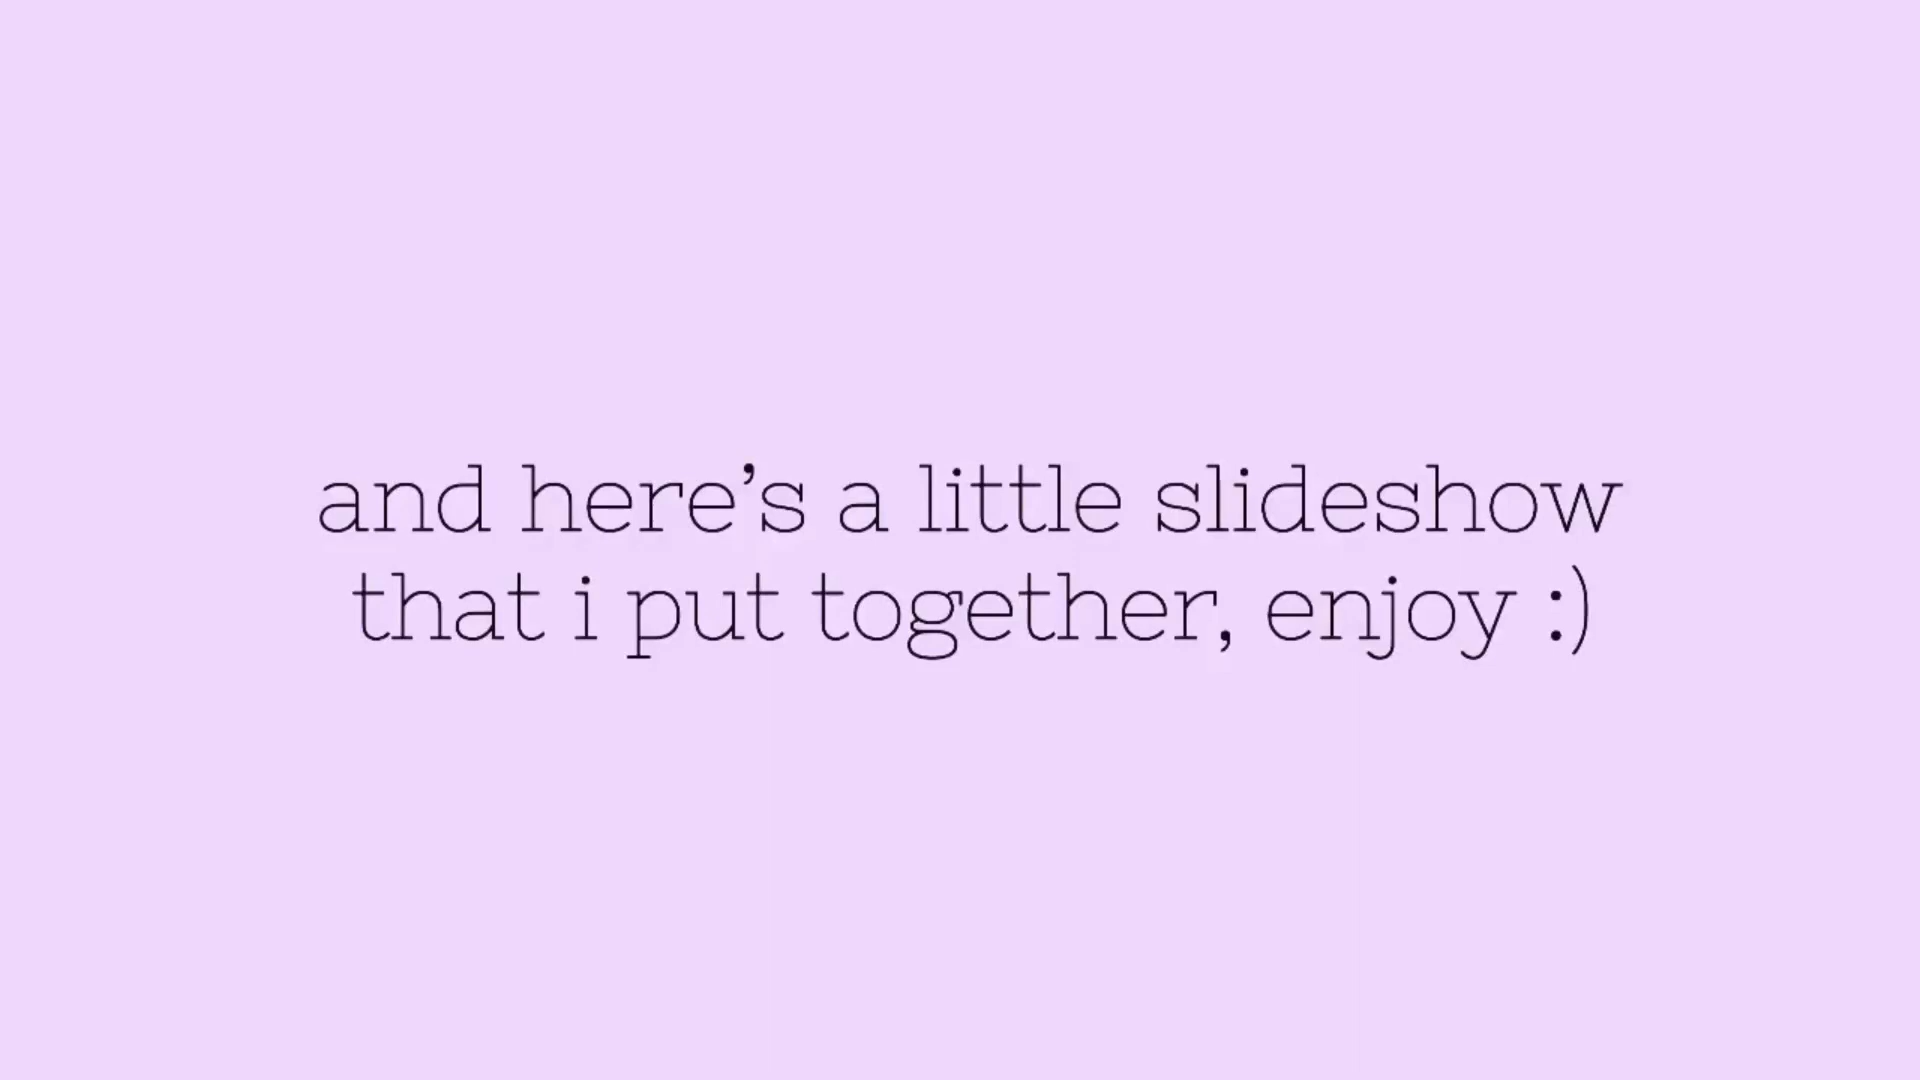 and here’s a little slideshow
that i put together, enjoy :)